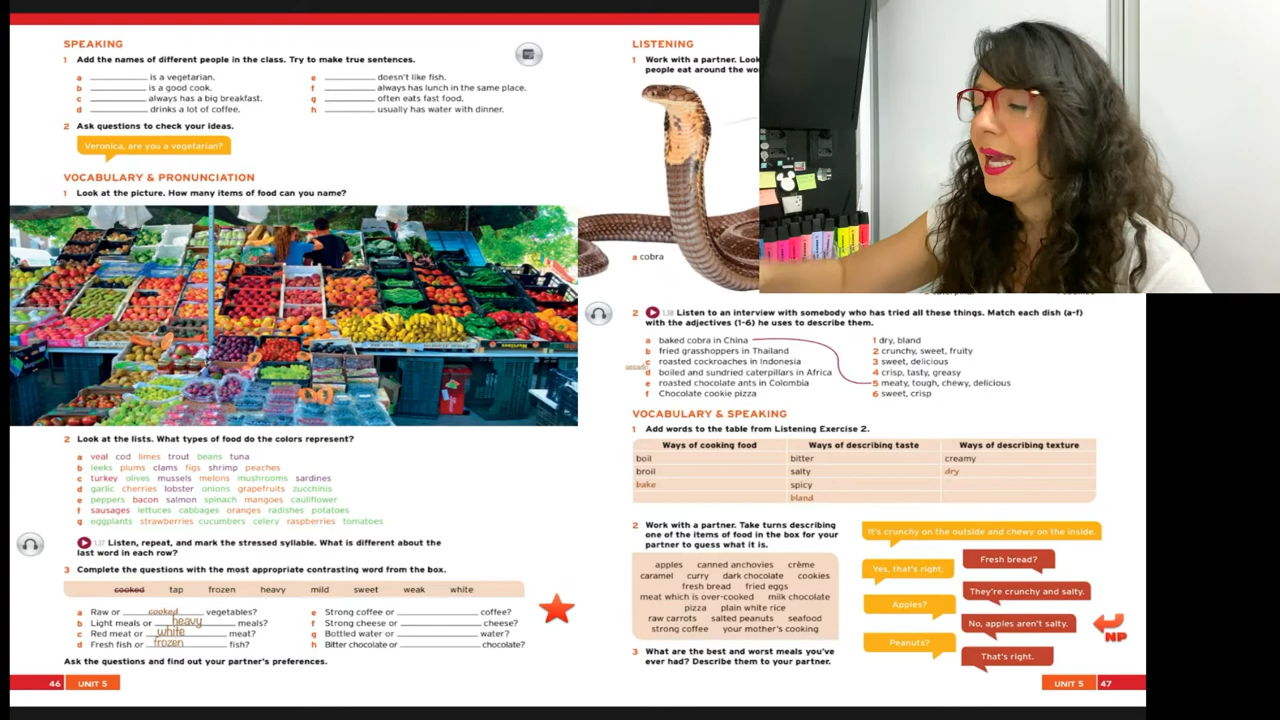 SPEAKING
1 Add the names of different people in the class. Try to make true sentences.
a __________ is a vegetarian.
b __________ is a good cook.
c __________ always has a big breakfast.
d __________ drinks a lot of coffee.
e __________ doesn't like fish.
f __________ always has lunch in the same place.
g __________ often eats fast food.
h __________ usually has water with dinner.
2 Ask questions to check your ideas.
Veronica, are you a vegetarian?
VOCABULARY & PRONUNCIATION
1 Look at the picture. How many items of food can you name?
2 Look at the lists. What types of food do the colors represent?
a veal cod limes trout beans tuna
b leeks plums clams figs shrimp peaches
c turkey olives mussels melons mushrooms sardines
d garlic cherries lobster onions grapefruits zucchinis
e peppers bacon salmon spinach mangoes cauliflower
f sausages lettuces cabbages oranges radishes potatoes
g eggplants strawberries cucumbers celery raspberries tomatoes
1.37 Listen, repeat, and mark the stressed syllable. What is different about the
last word in each row?
3 Complete the questions with the most appropriate contrasting word from the box.
cooked tap frozen heavy mild sweet weak white
a Raw or cooked vegetables?
b Light meals or heavy meals?
c Red meat or white meat?
d Fresh fish or frozen fish?
e Strong coffee or __________ coffee?
f Strong cheese or __________ cheese?
g Bottled water or __________ water?
h Bitter chocolate or __________ chocolate?
Ask the questions and find out your partner's preferences.
46 UNIT 5
LISTENING
1 Work with a partner. Look
people eat around the wo
a cobra
2 1.38 Listen to an interview with somebody who has tried all these things. Match each dish (a-f)
with the adjectives (1-6) he uses to describe them.
a baked cobra in China
b fried grasshoppers in Thailand
c roasted cockroaches in Indonesia
d boiled and sundried caterpillars in Africa
e roasted chocolate ants in Colombia
f Chocolate cookie pizza
1 dry, bland
2 crunchy, sweet, fruity
3 sweet, delicious
4 crisp, tasty, greasy
5 meaty, tough, chewy, delicious
6 sweet, crisp
VOCABULARY & SPEAKING
1 Add words to the table from Listening Exercise 2.
Ways of cooking food Ways of describing taste Ways of describing texture
boil bitter creamy
broil salty dry
bake spicy
bland
2 Work with a partner. Take turns describing
one of the items of food in the box for your
partner to guess what it is.
apples canned anchovies crème
caramel curry dark chocolate cookies
fresh bread fried eggs
meat which is over-cooked milk chocolate
pizza plain white rice
raw carrots salted peanuts seafood
strong coffee your mother's cooking
3 What are the best and worst meals you've
ever had? Describe them to your partner.
It's crunchy on the outside and chewy on the inside.
Fresh bread?
Yes, that's right.
They're crunchy and salty.
Apples?
No, apples aren't salty.
Peanuts?
That's right.
NP
UNIT 5 47